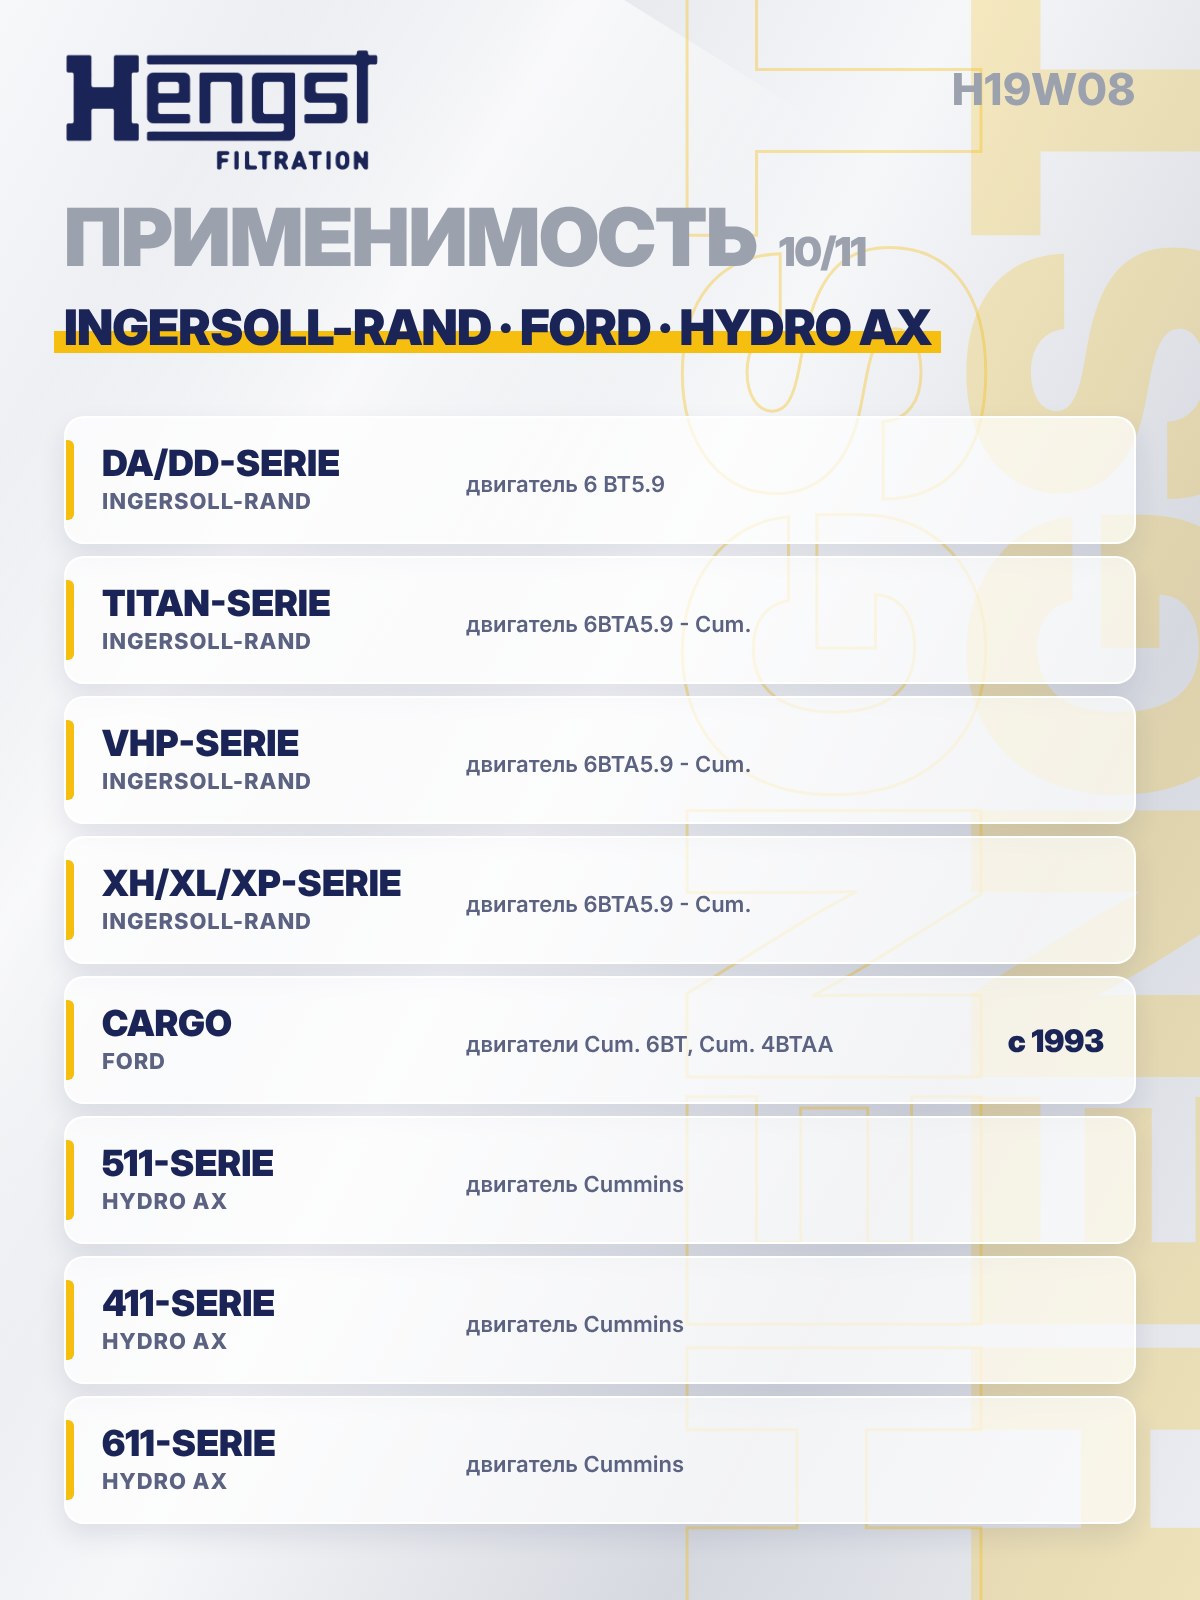 Hengst
FILTRATION
H19W08
ПРИМЕНИМОСТЬ 10/11
INGERSOLL-RAND · FORD · HYDRO AX
DA/DD-SERIE
INGERSOLL-RAND
двигатель 6 BT5.9
TITAN-SERIE
INGERSOLL-RAND
двигатель 6BTA5.9 - Cum.
VHP-SERIE
INGERSOLL-RAND
двигатель 6BTA5.9 - Cum.
XH/XL/XP-SERIE
INGERSOLL-RAND
двигатель 6BTA5.9 - Cum.
CARGO
FORD
двигатели Cum. 6BT, Cum. 4BTAA
с 1993
511-SERIE
HYDRO AX
двигатель Cummins
411-SERIE
HYDRO AX
двигатель Cummins
611-SERIE
HYDRO AX
двигатель Cummins
HENGST
HENGST